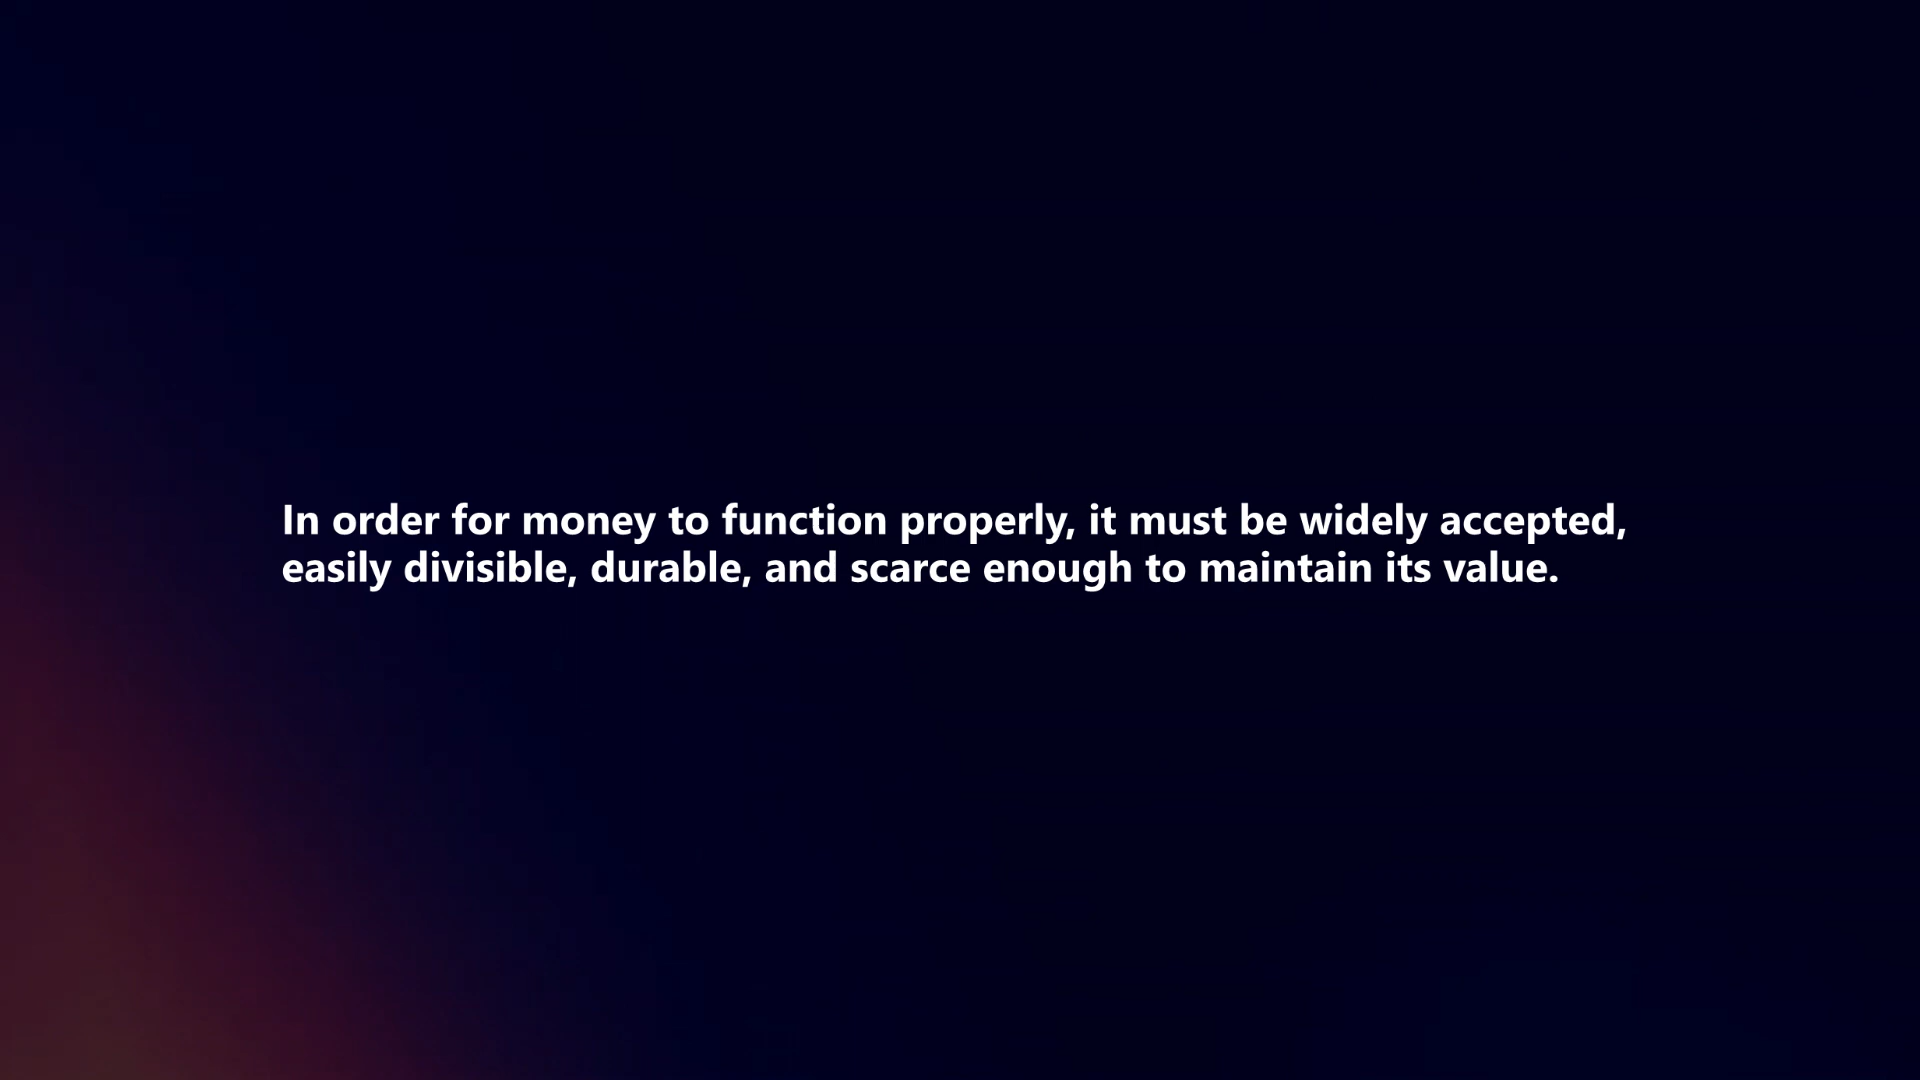 In order for money to function properly, it must be widely accepted,
easily divisible, durable, and scarce enough to maintain its value.